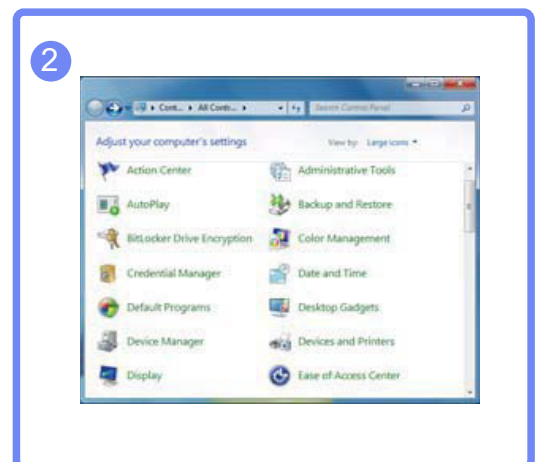 2
Cont... All Contr...
Search Control Panel
Adjust your computer's settings
View by: Large icons
Action Center
Administrative Tools
AutoPlay
Backup and Restore
BitLocker Drive Encryption
Color Management
Credential Manager
Date and Time
Default Programs
Desktop Gadgets
Device Manager
Devices and Printers
Display
Ease of Access Center